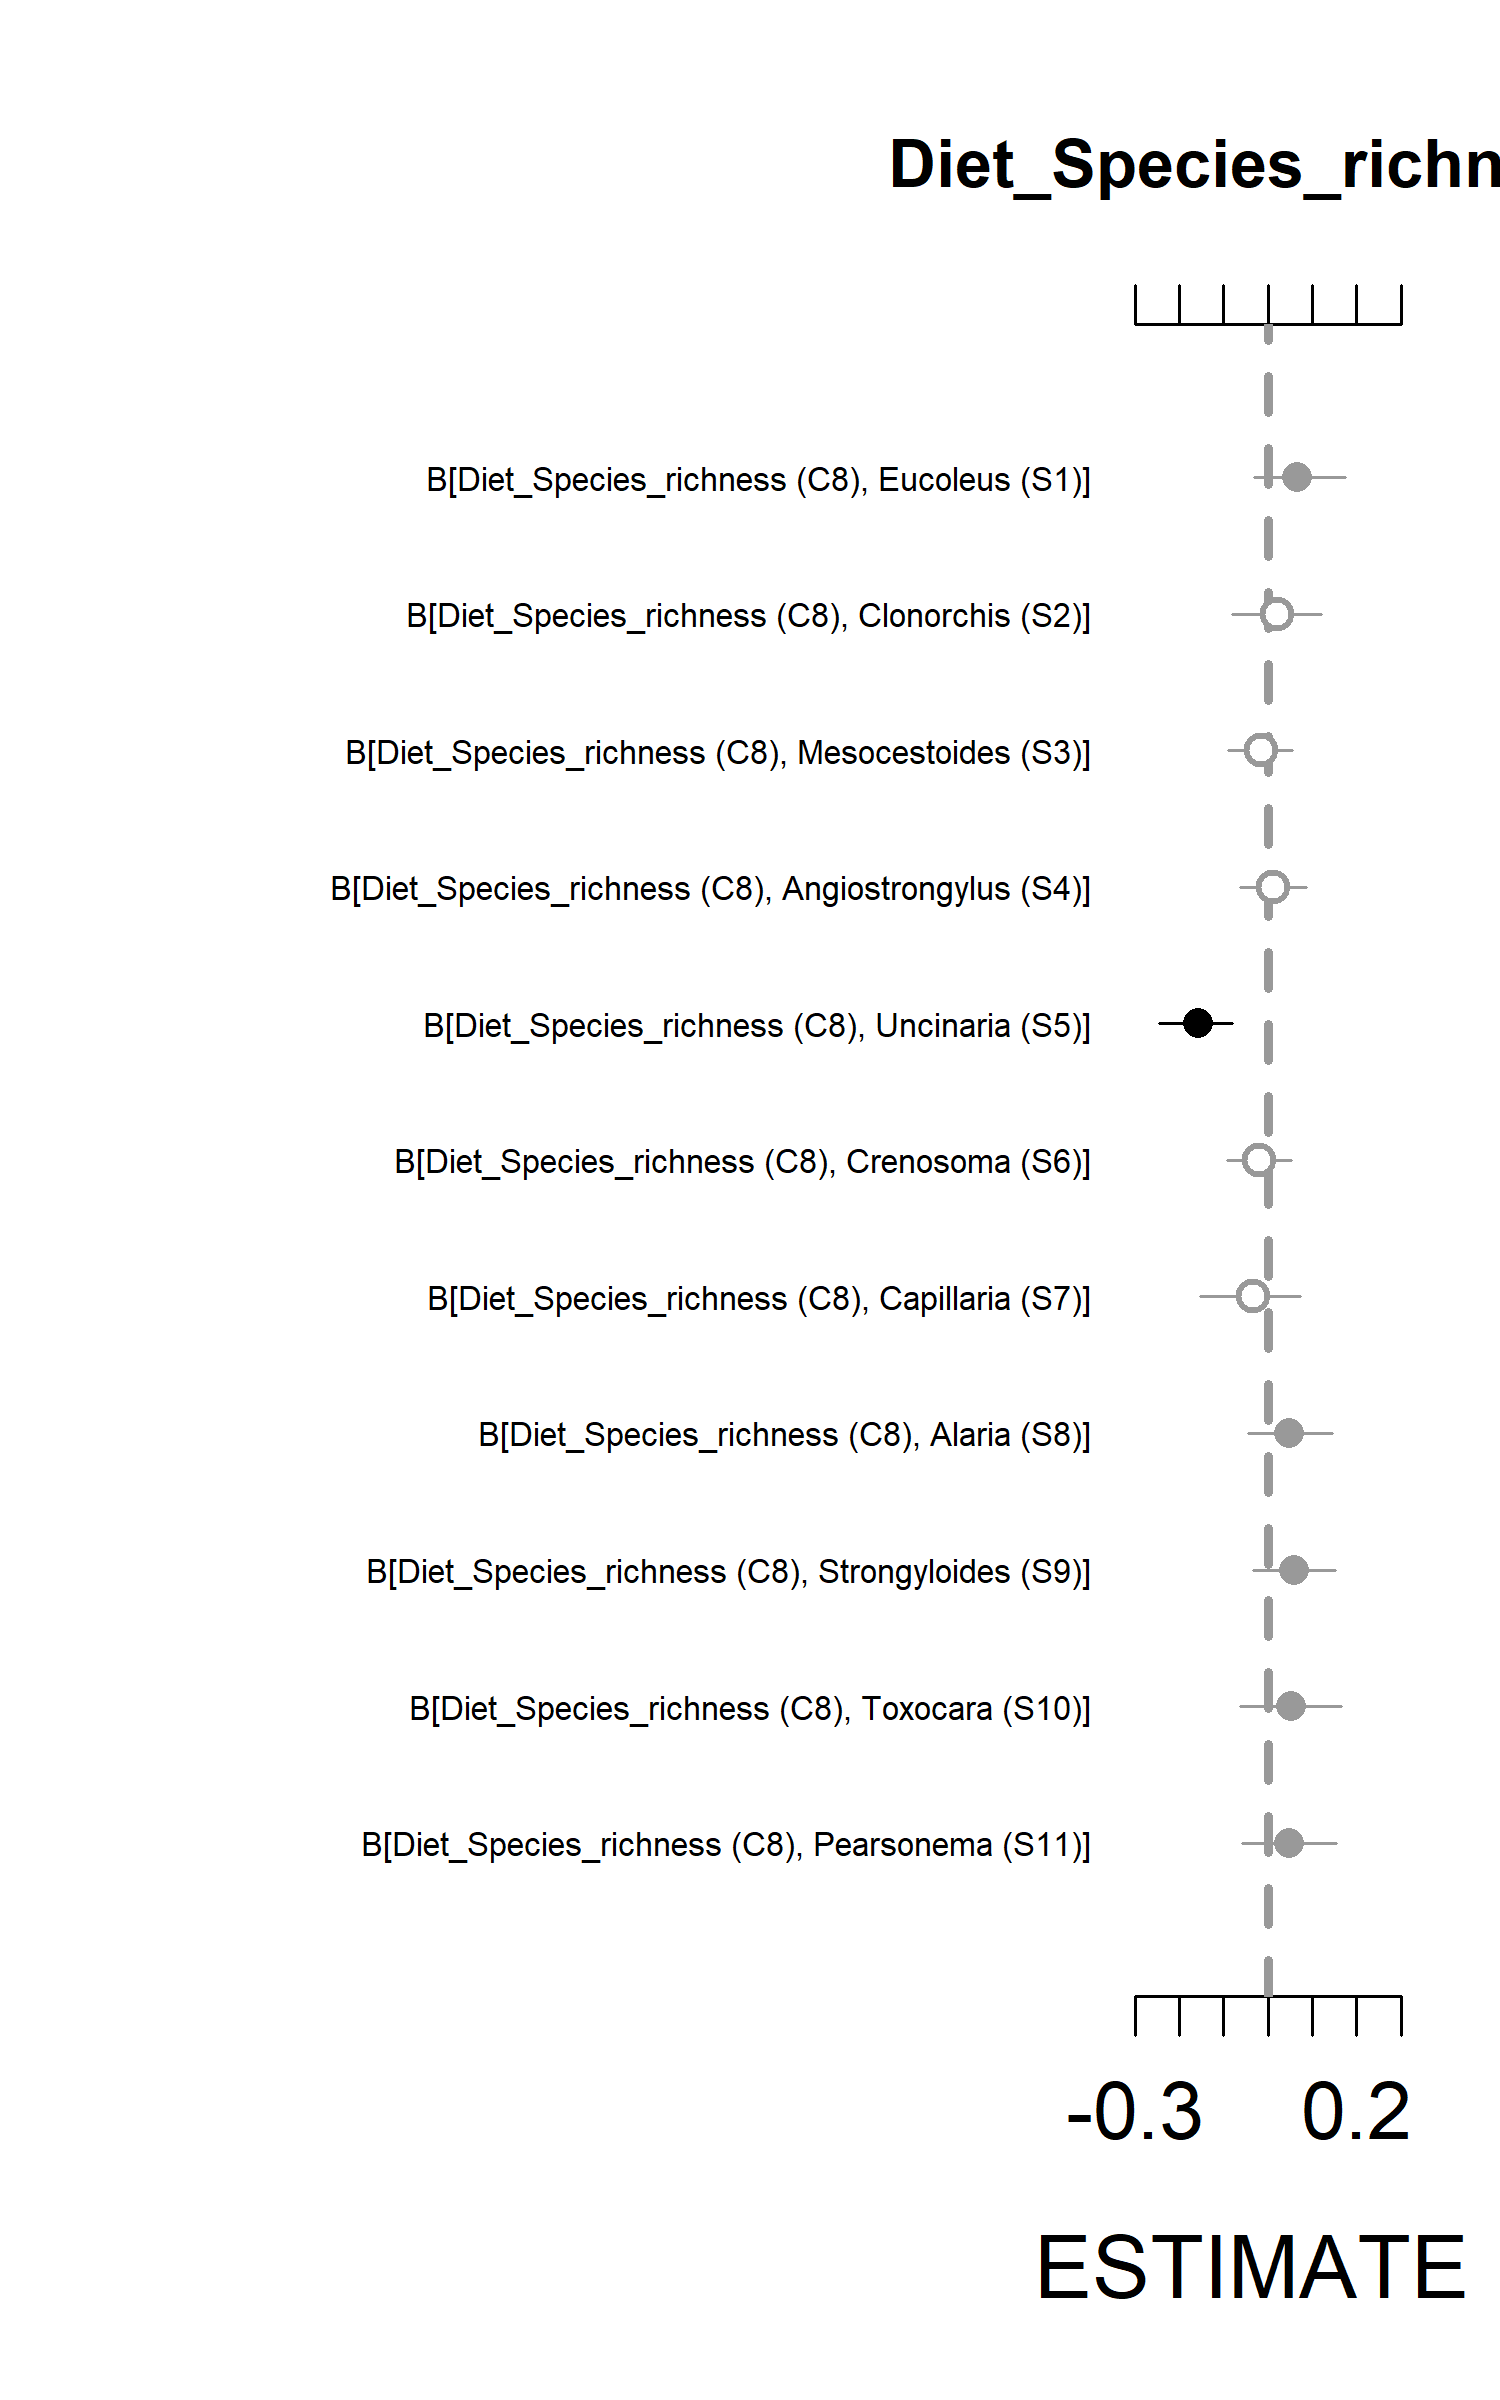 Diet_Species_richn
B[Diet_Species_richness (C8), Eucoleus (S1)]
B[Diet_Species_richness (C8), Clonorchis (S2)]
B[Diet_Species_richness (C8), Mesocestoides (S3)]
B[Diet_Species_richness (C8), Angiostrongylus (S4)]
B[Diet_Species_richness (C8), Uncinaria (S5)]
B[Diet_Species_richness (C8), Crenosoma (S6)]
B[Diet_Species_richness (C8), Capillaria (S7)]
B[Diet_Species_richness (C8), Alaria (S8)]
B[Diet_Species_richness (C8), Strongyloides (S9)]
B[Diet_Species_richness (C8), Toxocara (S10)]
B[Diet_Species_richness (C8), Pearsonema (S11)]
-0.3 0.2
ESTIMATE